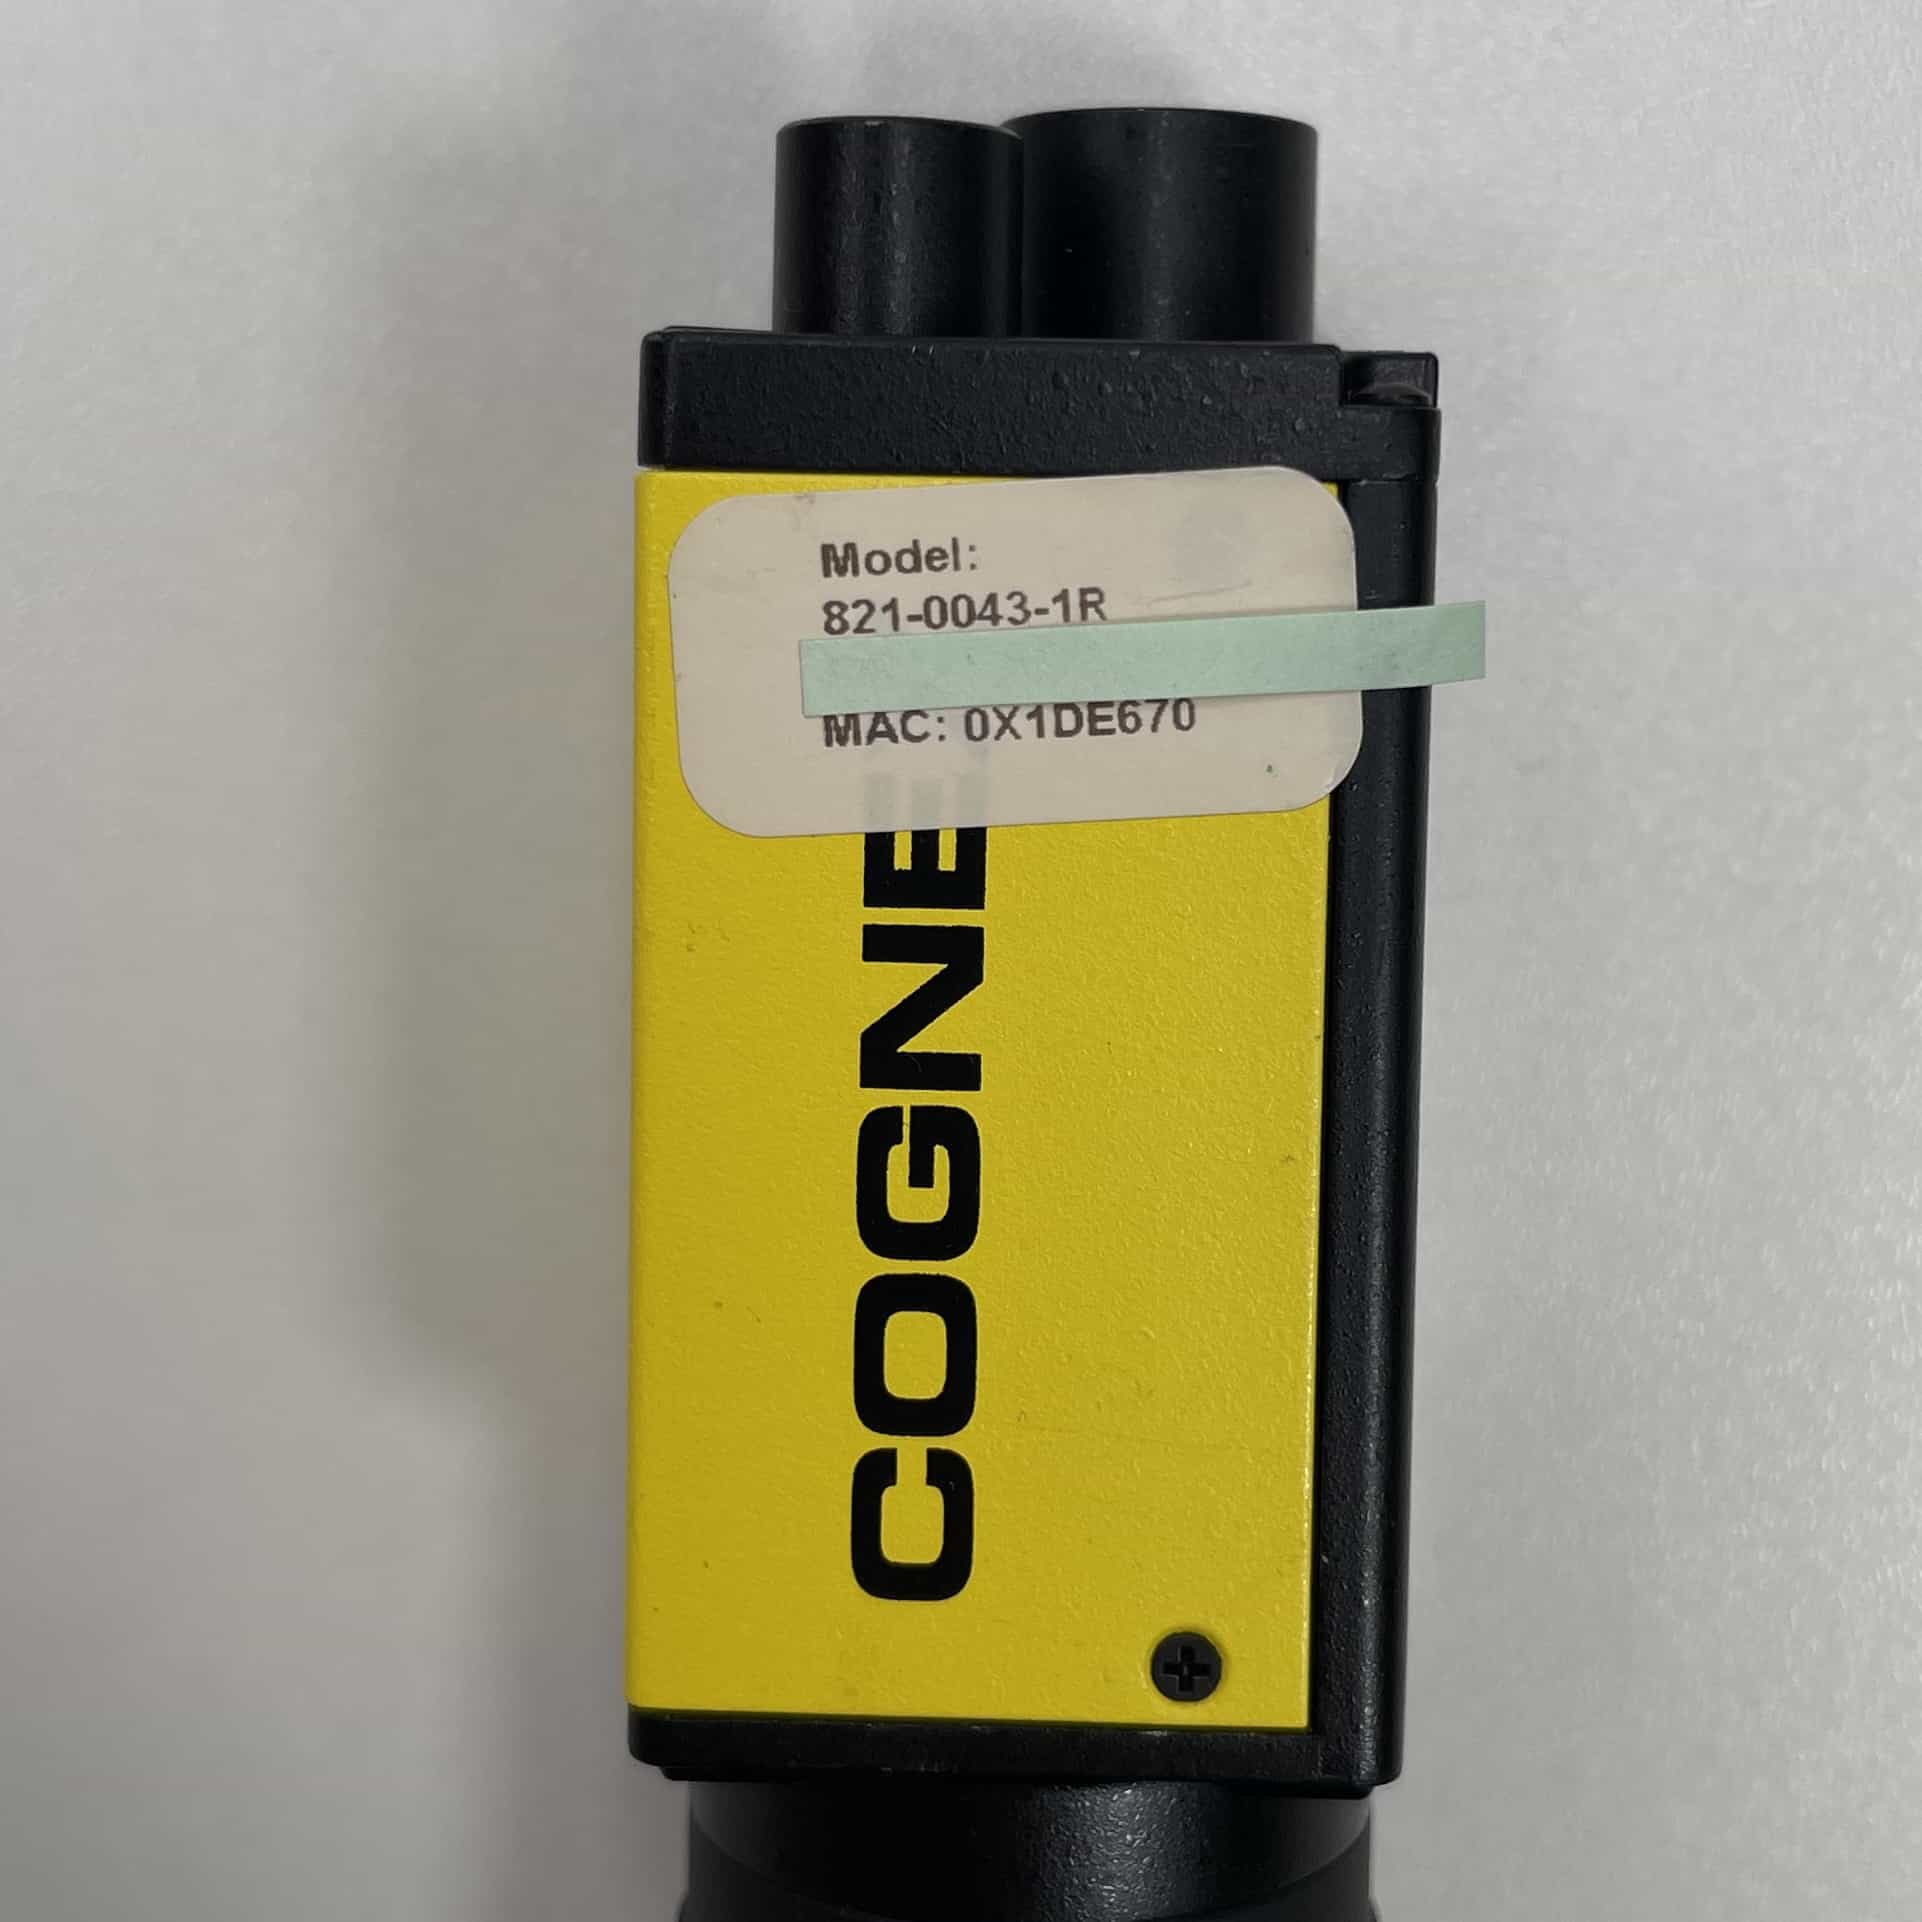 Model:
821-0043-1R
MAC: 0X1DE670
COGNE